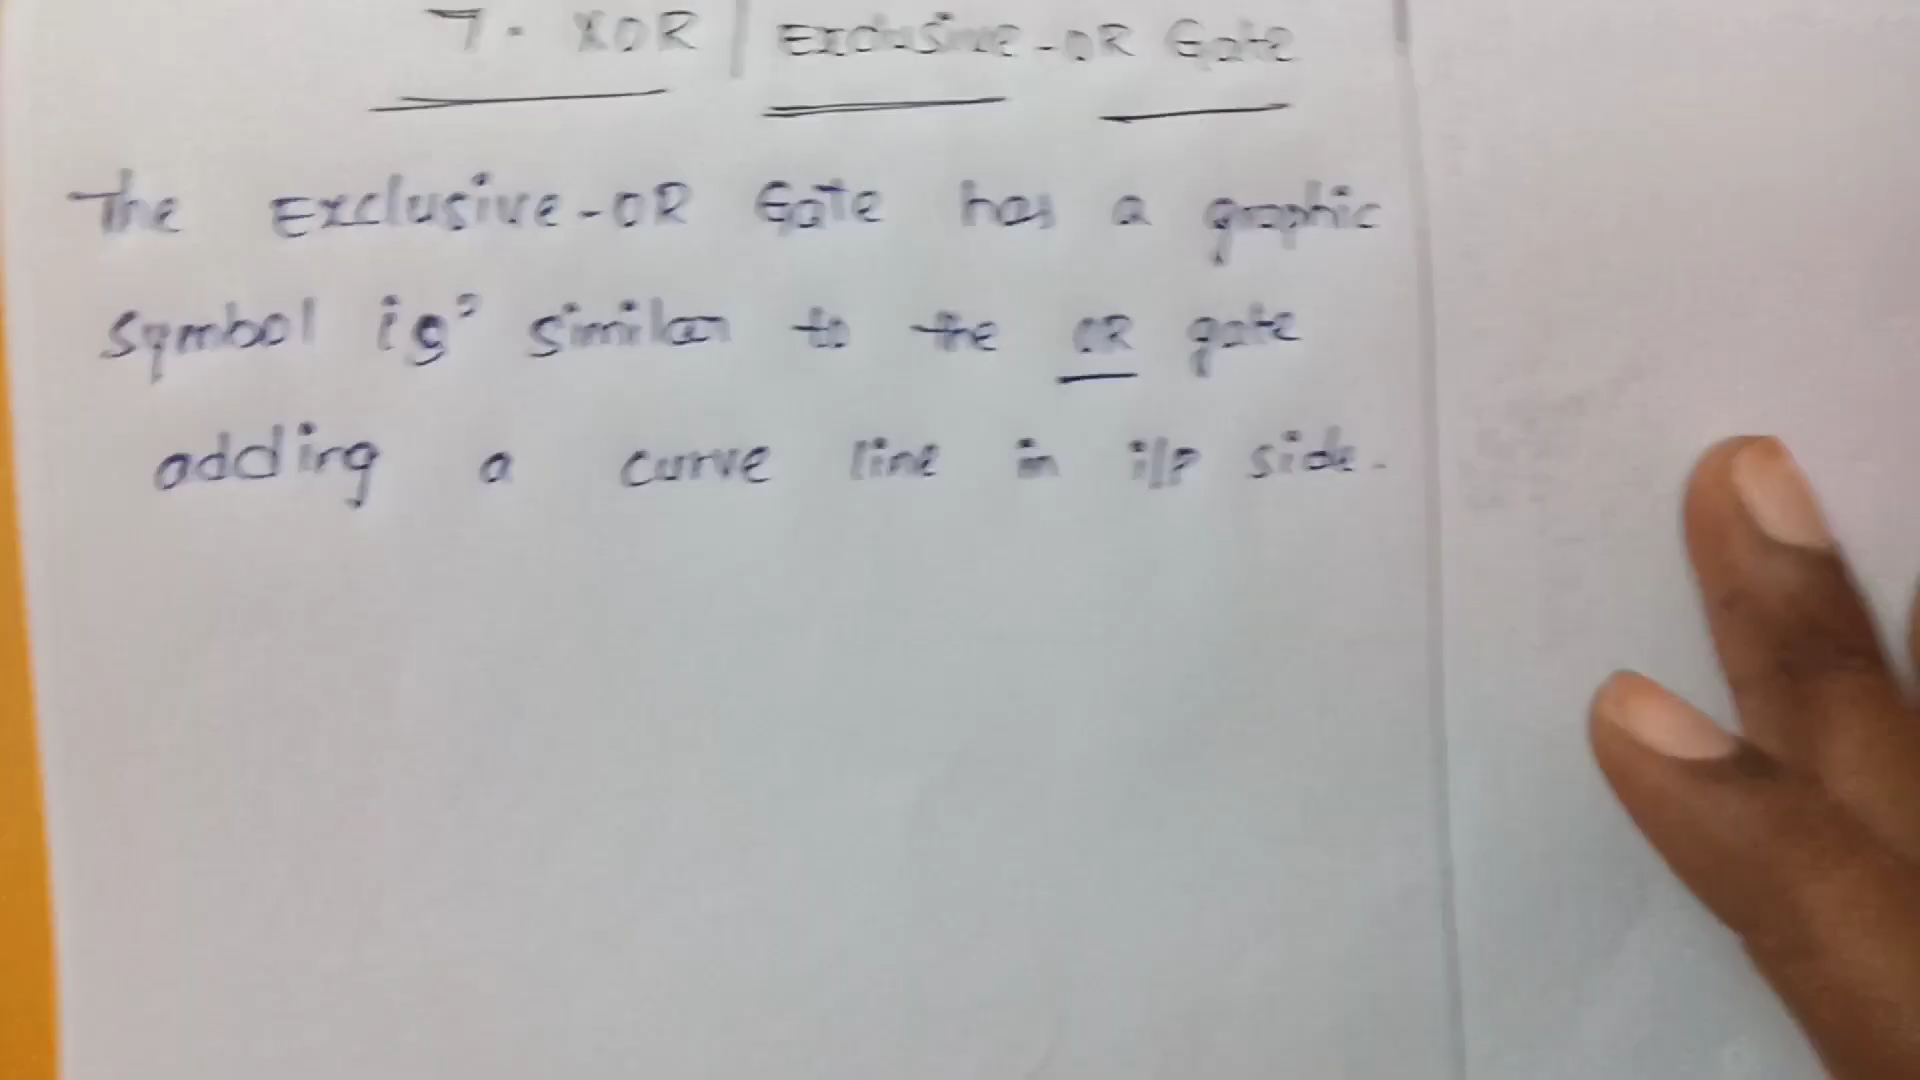 7. XOR | Exclusive-OR Gate
The Exclusive-OR Gate has a graphic
Symbol is similar to the OR gate
adding a curve line in i/p side.